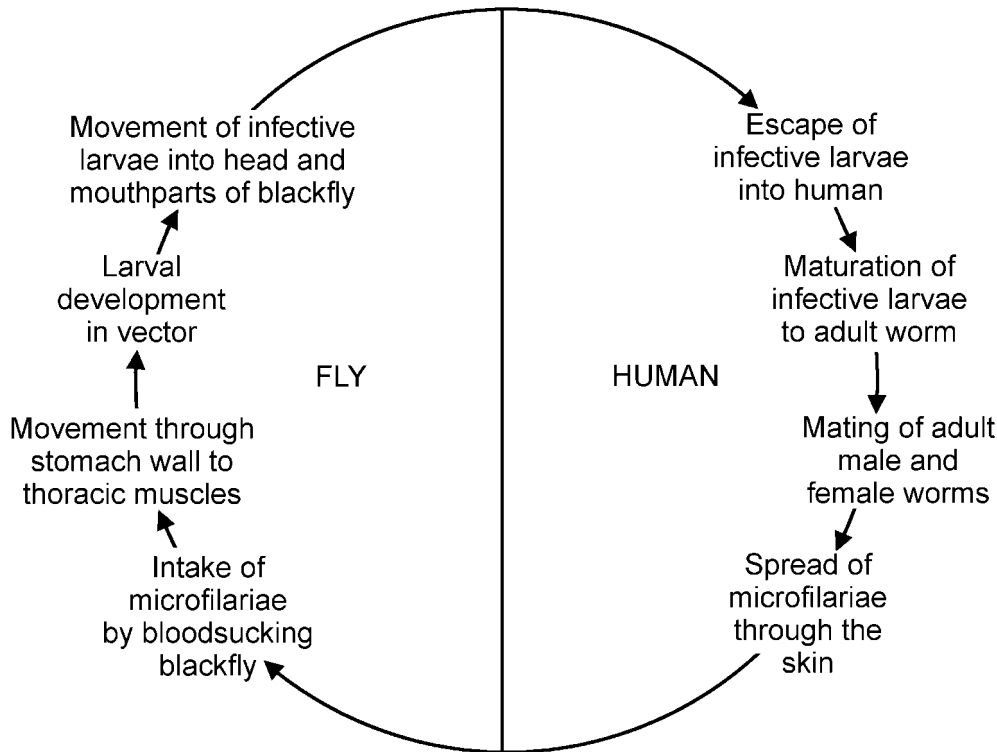 Movement of infective
larvae into head and
mouthparts of blackfly
Larval
development
in vector
Movement through
stomach wall to
thoracic muscles
Intake of
microfilariae
by bloodsucking
blackfly
FLY
HUMAN
Escape of
infective larvae
into human
Maturation of
infective larvae
to adult worm
Mating of adult
male and
female worms
Spread of
microfilariae
through the
skin